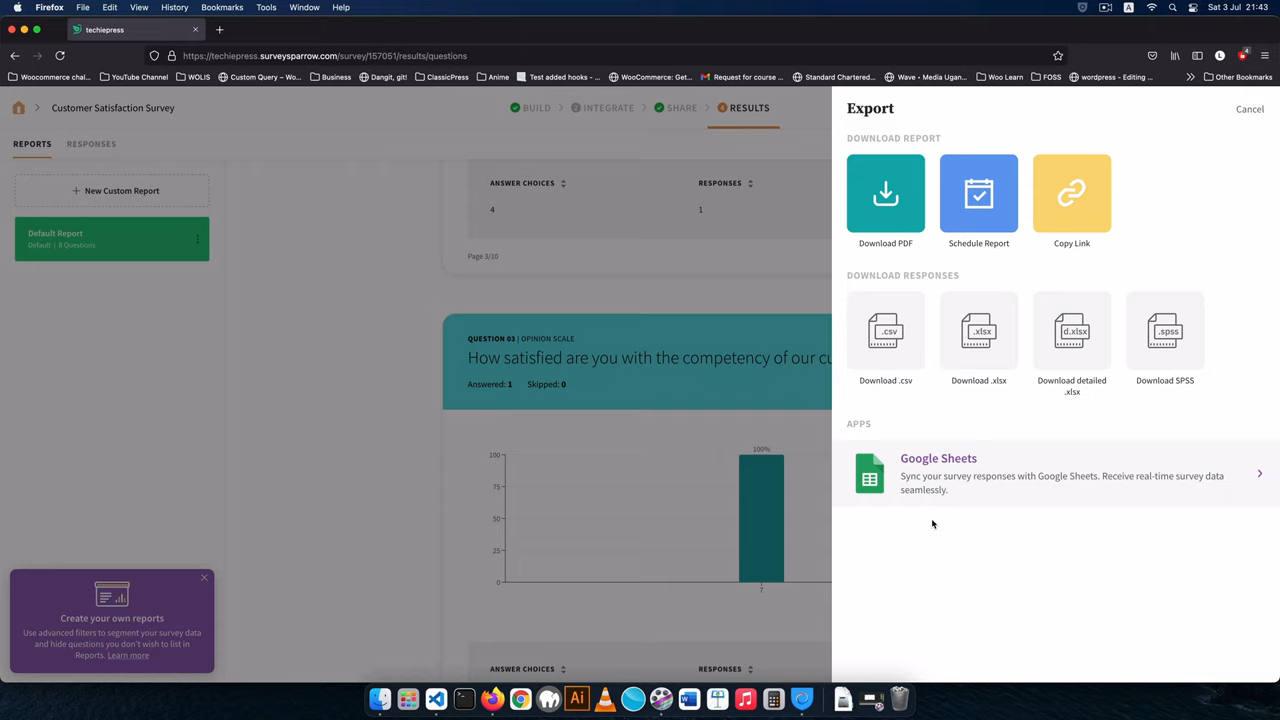 Firefox File Edit View History Bookmarks Tools Window Help
A
Sat 3 Jul 21:43
techiepress
https://techiepress.surveysparrow.com/survey/157051/results/questions
L
4
Woocommerce chal...
YouTube Channel
WOLIS
Custom Query – Wo...
Business
Dangit, git!
ClassicPress
Anime
Test added hooks - ...
WooCommerce: Get...
Request for course ...
Standard Chartered...
Wave • Media Ugan...
Woo Learn
FOSS
wordpress - Editing ...
Other Bookmarks
Customer Satisfaction Survey
BUILD
2 INTEGRATE
SHARE
4 RESULTS
REPORTS
RESPONSES
New Custom Report
Default Report
Default | 8 Questions
ANSWER CHOICES
RESPONSES
4
1
Page 3/10
QUESTION 03 | OPINION SCALE
How satisfied are you with the competency of our cu
Answered: 1 Skipped: 0
100%
100
75
50
25
0
7
ANSWER CHOICES
RESPONSES
Create your own reports
Use advanced filters to segment your survey data
and hide questions you don't wish to list in
Reports. Learn more
Export
Cancel
DOWNLOAD REPORT
Download PDF
Schedule Report
Copy Link
DOWNLOAD RESPONSES
.csv
.xlsx
d.xlsx
.spss
Download .csv
Download .xlsx
Download detailed
.xlsx
Download SPSS
APPS
Google Sheets
Sync your survey responses with Google Sheets. Receive real-time survey data
seamlessly.
Ai